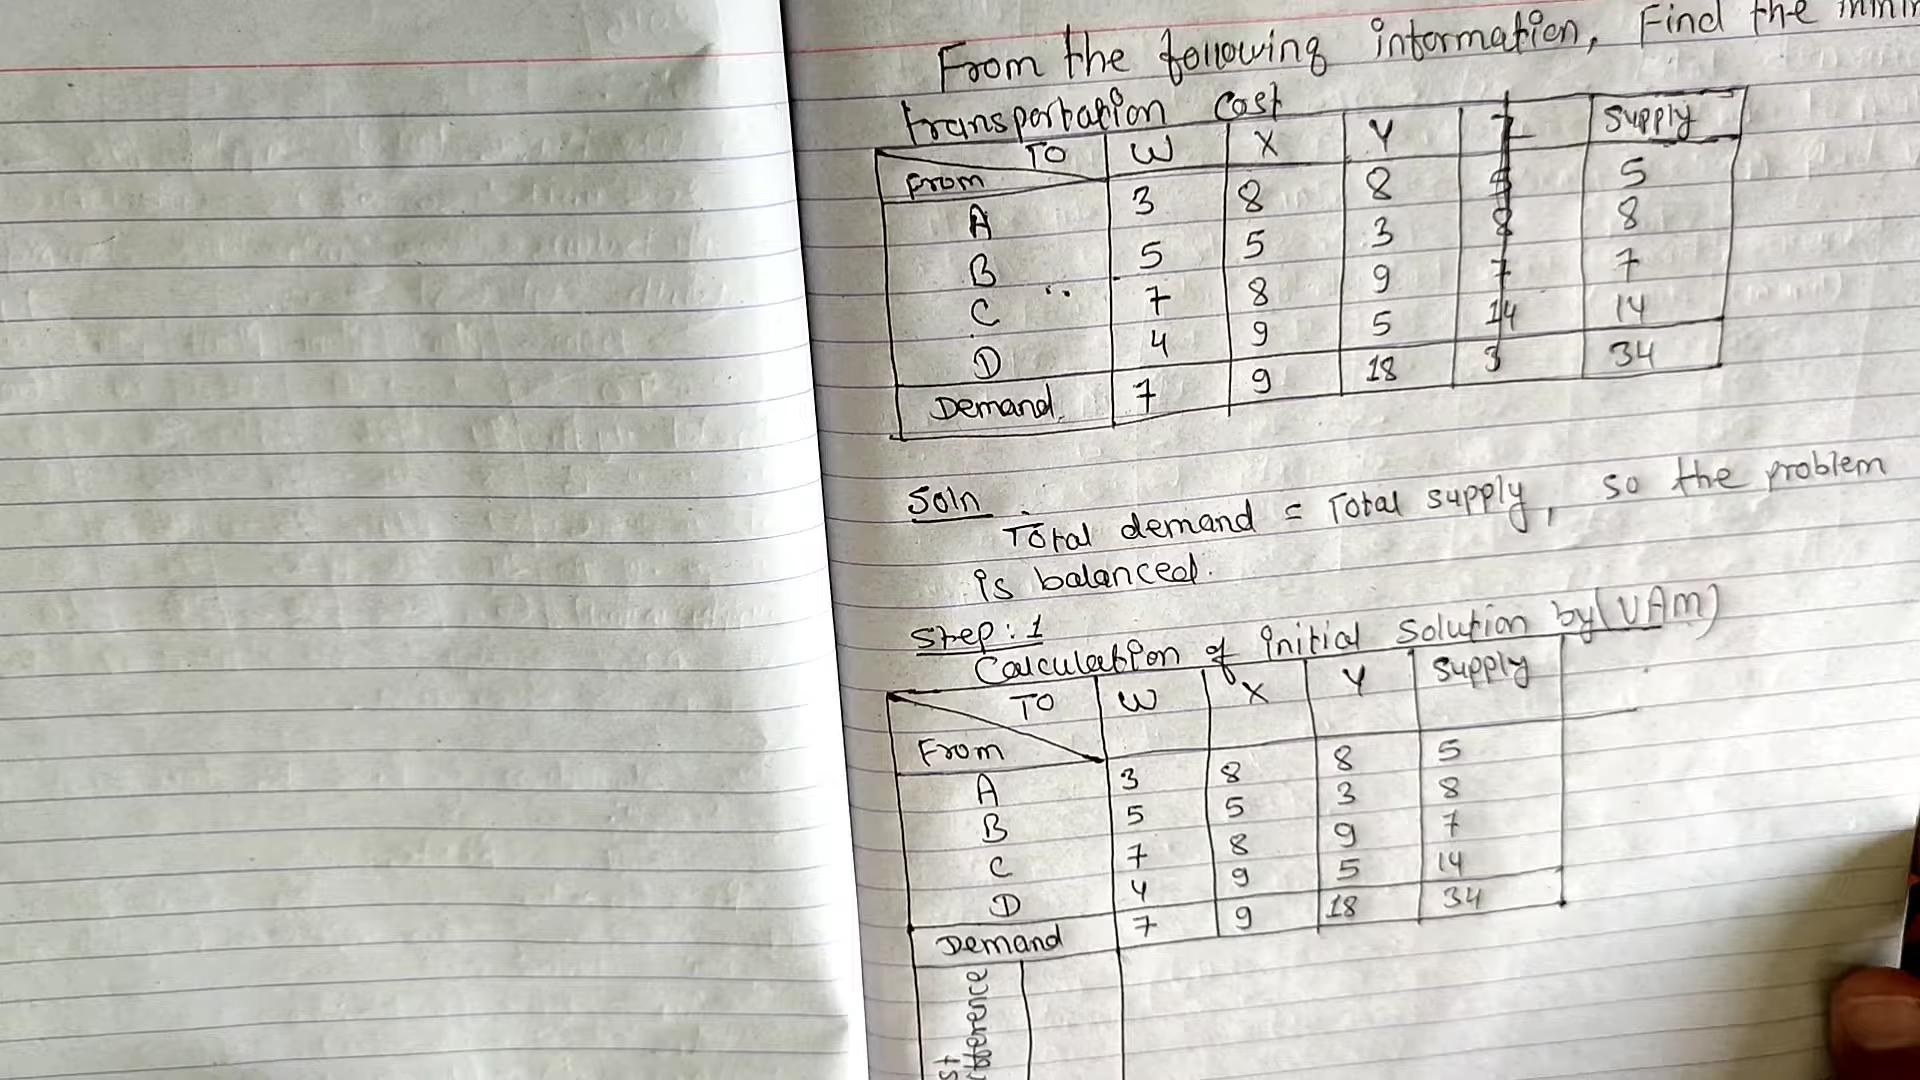 From the following information, Find the
transportation cost
TO W X Y Z Supply
From
A 3 8 8 5
B 5 5 3 8
C 7 8 9 7 7
D 4 9 5 14 14
Demand 7 9 18 3 34
Soln
Total demand = Total supply, so the problem
is balanced.
Step: 1
Calculation of initial solution by (VAM)
TO W X Y Supply
From
A 3 8 8 5
B 5 5 3 8
C 7 8 9 7
D 4 9 5 14
Demand 7 9 18 34